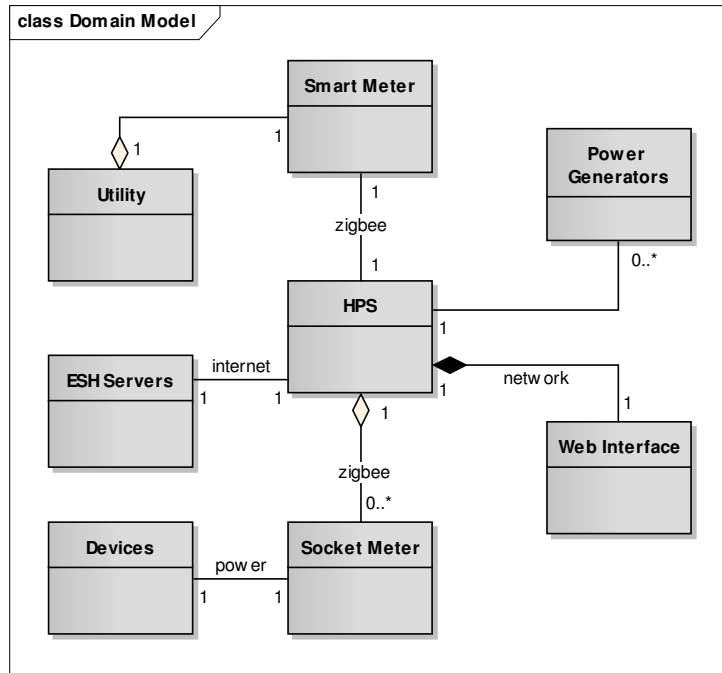 class Domain Model
Smart Meter
1
1
Utility
1
zigbee
1
Power
Generators
0..*
HPS
1
ESH Servers
internet
1
1
1
network
1
Web Interface
1
zigbee
0..*
Devices
power
Socket Meter
1
1